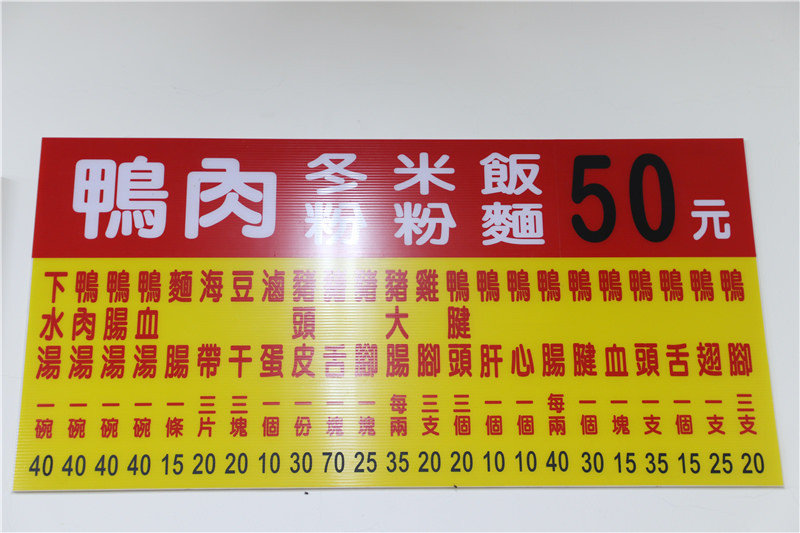 鴨肉 冬粉 米粉 飯麵 50元
下水湯 一碗 40
鴨肉湯 一碗 40
鴨腸湯 一碗 40
鴨血湯 一碗 40
麵腸 一條 15
海帶 三片 20
豆干 三塊 20
滷蛋 一個 10
豬頭皮 一份 30
豬舌 一塊 70
豬腳 一塊 25
豬大腸 每兩 35
雞腳 三支 20
鴨腱頭 三個 20
鴨肝 一個 10
鴨心 一個 10
鴨腸 每兩 40
鴨腱 一個 30
鴨血 一塊 15
鴨頭 一支 35
鴨舌 一個 15
鴨翅 一支 25
鴨腳 三支 20